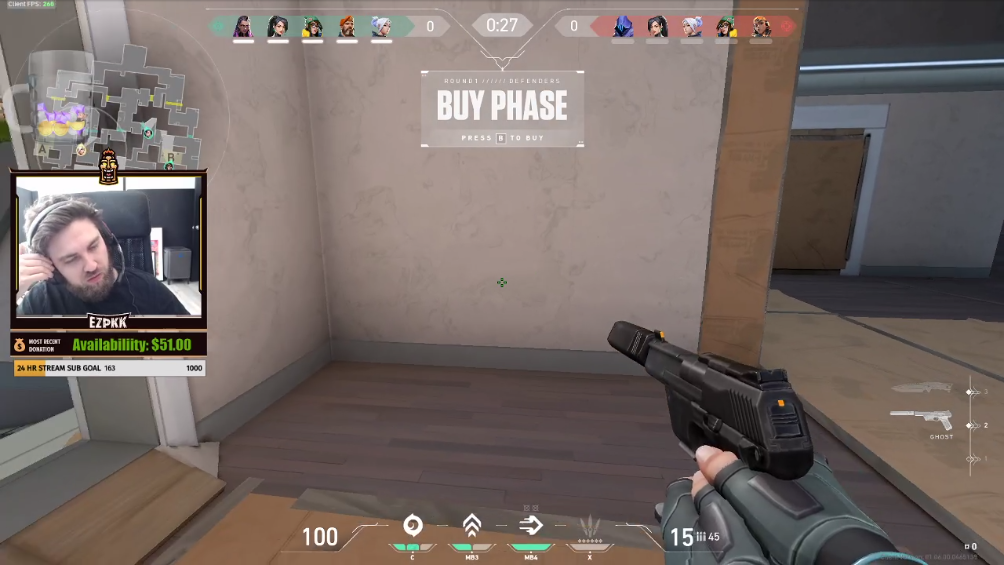 Client FPS: 268
0
0:27
0
ROUND 1 ////// DEFENDERS
BUY PHASE
PRESS B TO BUY
A
B
EZPKK
MOST RECENT DONATION
Availability: $51.00
24 HR STREAM SUB GOAL 163 1000
3
2
GHOST
1
100
C
MB3
MB4
X
15 45
0